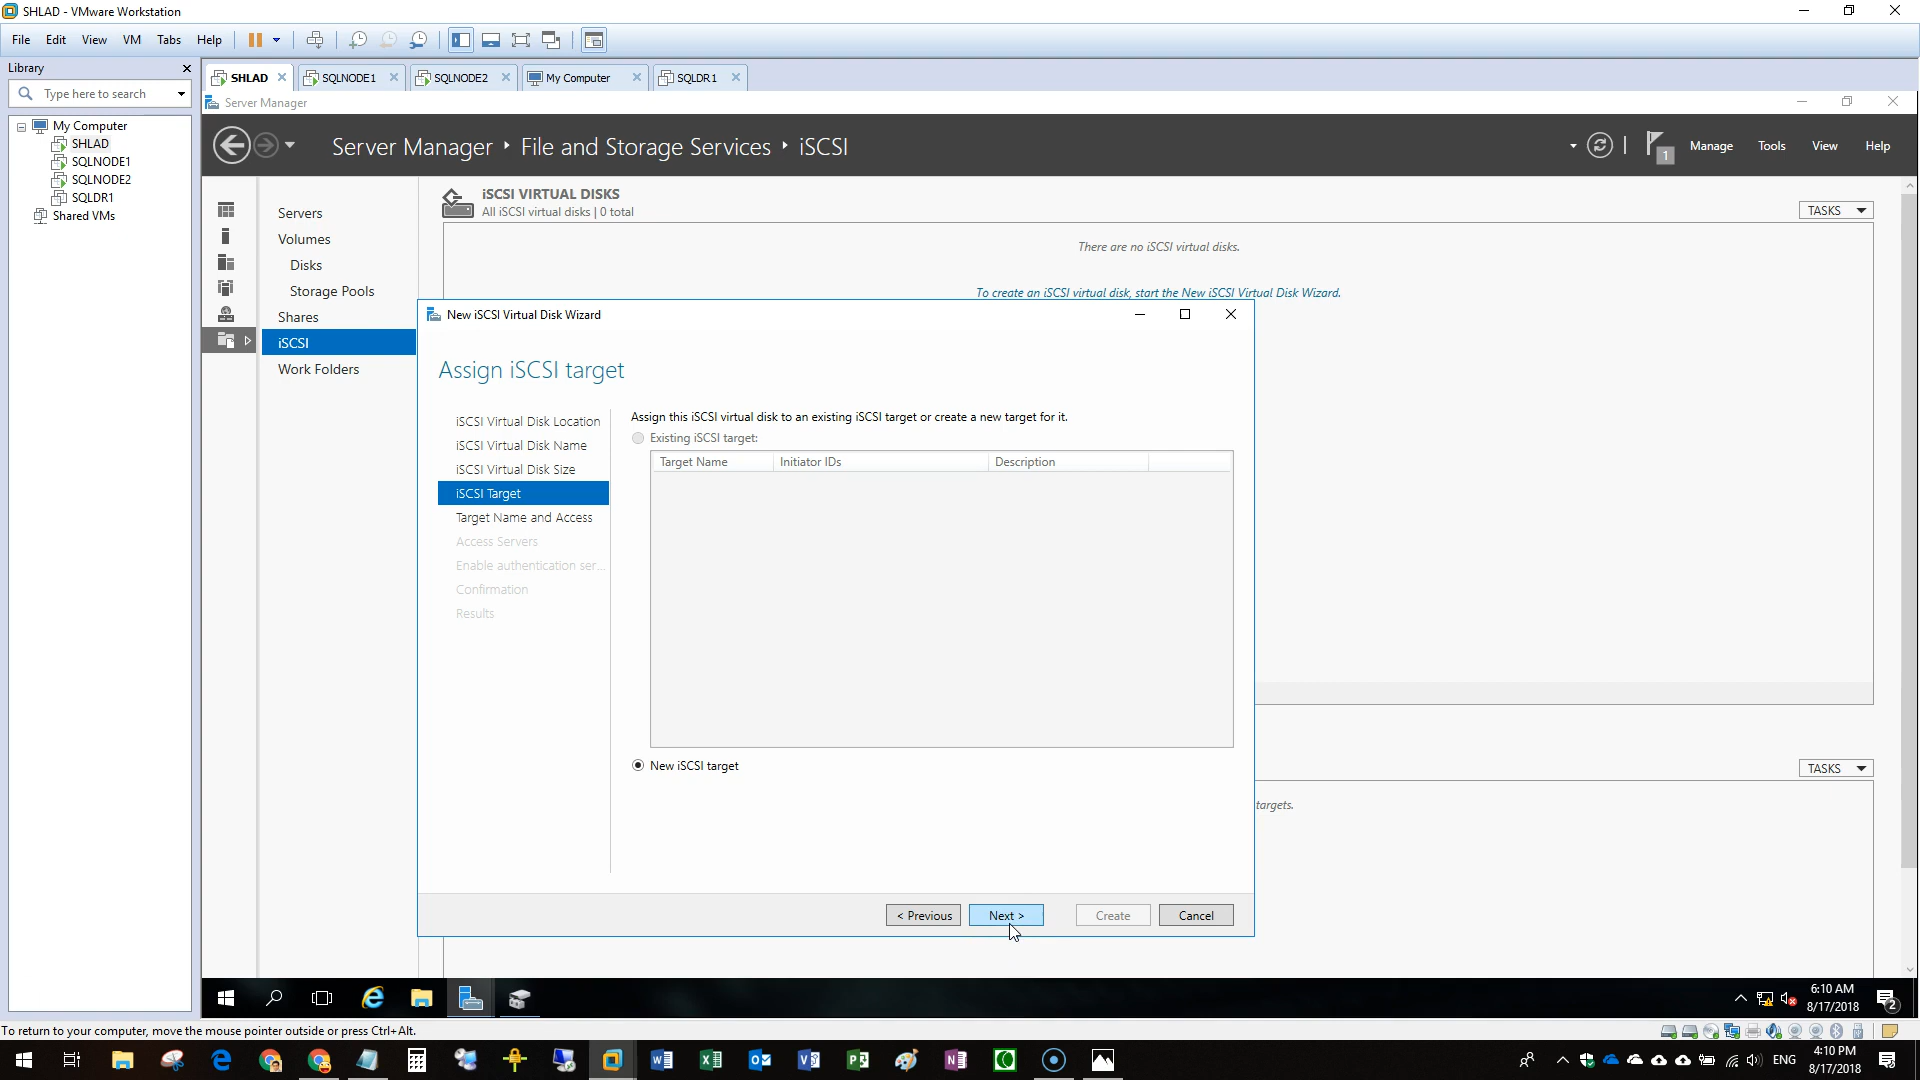 SHLAD - VMware Workstation
File Edit View VM Tabs Help
Library
Type here to search
My Computer
SHLAD
SQLNODE1
SQLNODE2
SQLDR1
Shared VMs
SHLAD SQLNODE1 SQLNODE2 My Computer SQLDR1
Server Manager
Server Manager File and Storage Services iSCSI
1 Manage Tools View Help
Servers
Volumes
Disks
Storage Pools
Shares
iSCSI
Work Folders
iSCSI VIRTUAL DISKS
All iSCSI virtual disks | 0 total
TASKS
There are no iSCSI virtual disks.
To create an iSCSI virtual disk, start the New iSCSI Virtual Disk Wizard.
New iSCSI Virtual Disk Wizard
Assign iSCSI target
iSCSI Virtual Disk Location
iSCSI Virtual Disk Name
iSCSI Virtual Disk Size
iSCSI Target
Target Name and Access
Access Servers
Enable authentication ser...
Confirmation
Results
Assign this iSCSI virtual disk to an existing iSCSI target or create a new target for it.
Existing iSCSI target:
Target Name Initiator IDs Description
New iSCSI target
< Previous Next > Create Cancel
TASKS
targets.
6:10 AM
8/17/2018
2
To return to your computer, move the mouse pointer outside or press Ctrl+Alt.
ENG
4:10 PM
8/17/2018